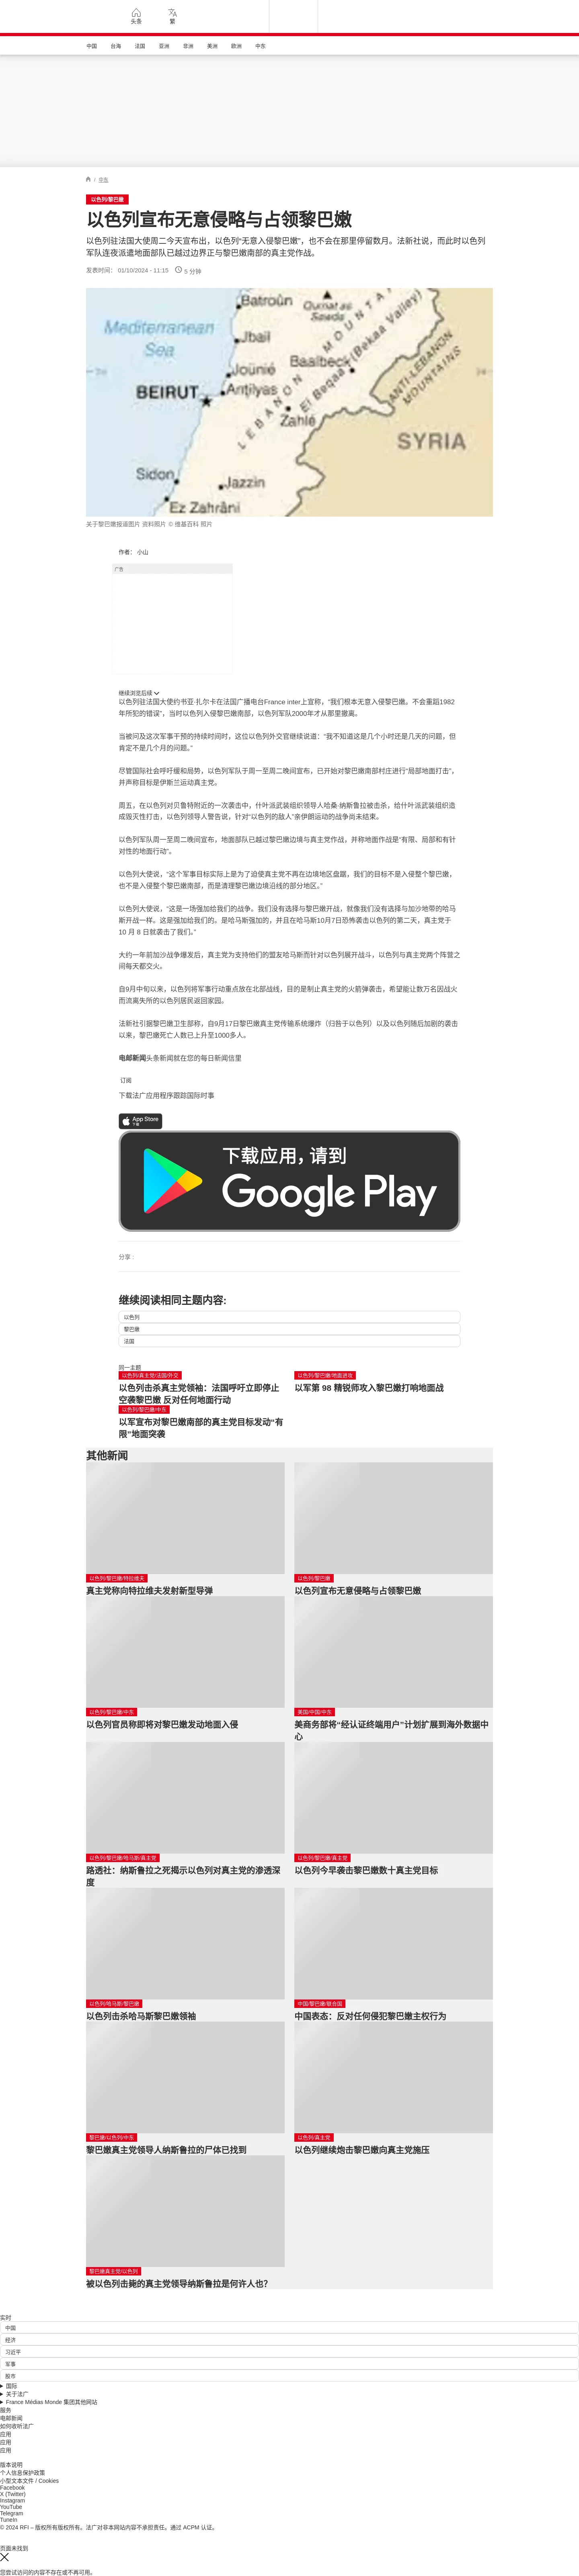 头条
繁
中国 台海 法国 亚洲 非洲 美洲 欧洲 中东
/ 中东
以色列/黎巴嫩
以色列宣布无意侵略与占领黎巴嫩
以色列驻法国大使周二今天宣布出，以色列“无意入侵黎巴嫩”，也不会在那里停留数月。法新社说，而此时以色列
军队连夜派遣地面部队已越过边界正与黎巴嫩南部的真主党作战。
发表时间： 01/10/2024 - 11:15 5 分钟
Batroûn
Qurnat as
Sawda
MOUNTAINS
Mediterranean
Sea
Jbaïl
Baalbeck
(Bekaa Valley)
ANTI-LEBANON
MOUNTAINS
Joûnié
Anţilyās
BEIRUT
El Beqaa
Zahlé
LEBANON
SYRIA
Sidon
Jazzin
Ez Zahrāni
关于黎巴嫩报道图片 资料照片 © 维基百科 照片
作者： 小山
广告
继续浏览后续
以色列驻法国大使约书亚·扎尔卡在法国广播电台France Inter上宣称，“我们根本无意入侵黎巴嫩。不会重蹈1982
年所犯的错误”，当时以色列入侵黎巴嫩南部，以色列军队2000年才从那里撤离。
当被问及这次军事干预的持续时间时，这位以色列外交官继续说道：“我不知道这是几个小时还是几天的问题，但
肯定不是几个月的问题。”
尽管国际社会呼吁缓和局势，以色列军队于周一至周二晚间宣布，已开始对黎巴嫩南部村庄进行“局部地面打击”，
并声称目标是伊斯兰运动真主党。
周五，在以色列对贝鲁特附近的一次袭击中，什叶派武装组织领导人哈桑·纳斯鲁拉被击杀，给什叶派武装组织造
成毁灭性打击，以色列领导人警告说，针对“以色列的敌人”亲伊朗运动的战争尚未结束。
以色列军队周一至周二晚间宣布，地面部队已越过黎巴嫩边境与真主党作战，并称地面作战是“有限、局部和有针
对性的地面行动”。
以色列大使说，“这个军事目标实际上是为了迫使真主党不再在边境地区盘踞，我们的目标不是入侵整个黎巴嫩，
也不是入侵整个黎巴嫩南部，而是清理黎巴嫩边境沿线的部分地区。”
以色列大使说，“这是一场强加给我们的战争。我们没有选择与黎巴嫩开战，就像我们没有选择与加沙地带的哈马
斯开战一样。这是强加给我们的。是哈马斯强加的，并且在哈马斯10月7日恐怖袭击以色列的第二天，真主党于
10 月 8 日就袭击了我们。”
大约一年前加沙战争爆发后，真主党为支持他们的盟友哈马斯而针对以色列展开战斗，以色列与真主党两个阵营之
间每天都交火。
自9月中旬以来，以色列将军事行动重点放在北部战线，目的是制止真主党的火箭弹袭击，希望能让数万名因战火
而流离失所的以色列居民返回家园。
法新社引据黎巴嫩卫生部称，自9月17日黎巴嫩真主党传输系统爆炸（归咎于以色列）以及以色列随后加剧的袭击
以来，黎巴嫩死亡人数已上升至1000多人。
电邮新闻头条新闻就在您的每日新闻信里
订阅
下载法广应用程序跟踪国际时事
App Store
下载
下载应用，请到
Google Play
分享 :
继续阅读相同主题内容:
以色列
黎巴嫩
法国
同一主题
以色列/真主党/法国/外交
以色列击杀真主党领袖：法国呼吁立即停止
空袭黎巴嫩 反对任何地面行动
以色列/黎巴嫩/地面进攻
以军第 98 精锐师攻入黎巴嫩打响地面战
以色列/黎巴嫩/中东
以军宣布对黎巴嫩南部的真主党目标发动“有
限”地面突袭
其他新闻
以色列/黎巴嫩/特拉维夫
真主党称向特拉维夫发射新型导弹
以色列/黎巴嫩
以色列宣布无意侵略与占领黎巴嫩
以色列/黎巴嫩/中东
以色列官员称即将对黎巴嫩发动地面入侵
美国/中国/中东
美商务部将“经认证终端用户”计划扩展到海外数据中
心
以色列/黎巴嫩/哈马斯/真主党
路透社：纳斯鲁拉之死揭示以色列对真主党的渗透深
度
以色列/黎巴嫩/真主党
以色列今早袭击黎巴嫩数十真主党目标
以色列/哈马斯/黎巴嫩
以色列击杀哈马斯黎巴嫩领袖
中国/黎巴嫩/联合国
中国表态：反对任何侵犯黎巴嫩主权行为
黎巴嫩/以色列/中东
黎巴嫩真主党领导人纳斯鲁拉的尸体已找到
以色列/真主党
以色列继续炮击黎巴嫩向真主党施压
黎巴嫩真主党/以色列
被以色列击毙的真主党领导纳斯鲁拉是何许人也？
实时
中国
经济
习近平
军事
股市
国际
关于法广
France Médias Monde 集团其他网站
服务
电邮新闻
如何收听法广
应用
应用
应用
版本说明
个人信息保护政策
小型文本文件 / Cookies
Facebook
X (Twitter)
Instagram
YouTube
Telegram
TuneIn
© 2024 RFI – 版权所有版权所有。法广对非本网站内容不承担责任。通过 ACPM 认证。
页面未找到
您尝试访问的内容不存在或不再可用。